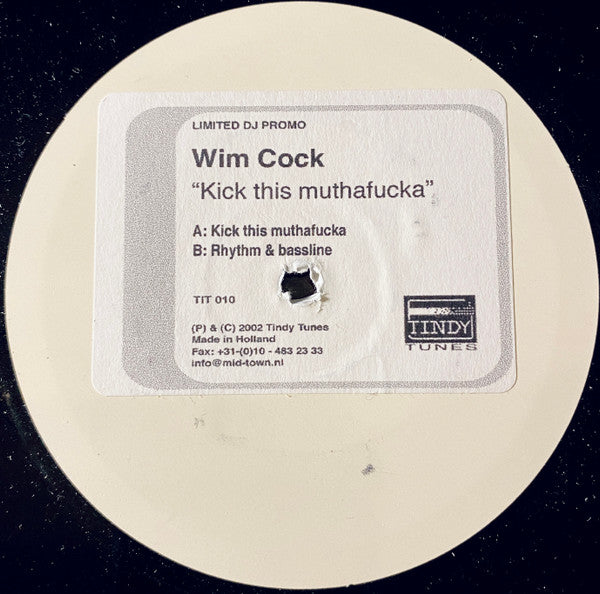 LIMITED DJ PROMO
Wim Cock
“Kick this muthafucka”
A: Kick this muthafucka
B: Rhythm & bassline
TIT 010
(P) & (C) 2002 Tindy Tunes
Made in Holland
Fax: +31-(0)10 - 483 23 33
info@mid-town.nl
TINDY
TUNES